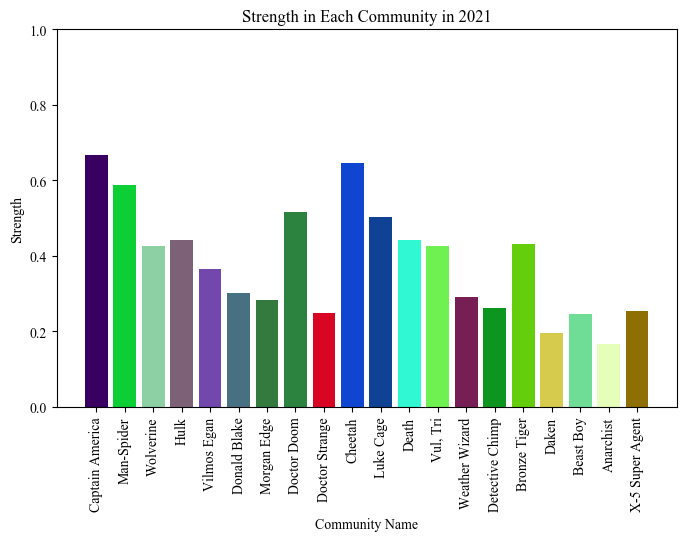 Strength in Each Community in 2021
1.0
0.8
0.6
0.4
0.2
0.0
Strength
Captain America
Man-Spider
Wolverine
Hulk
Vilmos Egan
Donald Blake
Morgan Edge
Doctor Doom
Doctor Strange
Cheetah
Luke Cage
Death
Vul, Tri
Weather Wizard
Detective Chimp
Bronze Tiger
Daken
Beast Boy
Anarchist
X-5 Super Agent
Community Name